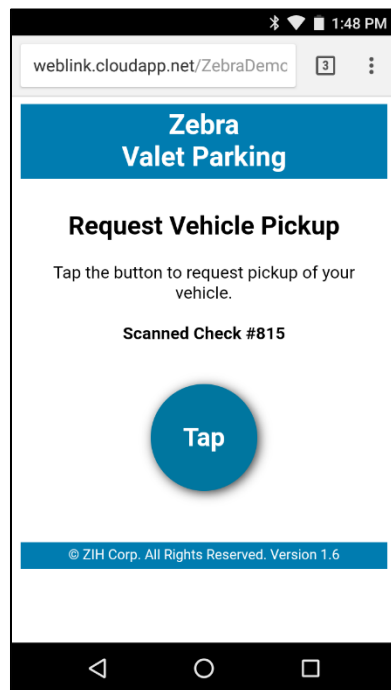 1:48 PM
weblink.cloudapp.net/ZebraDemo
3
Zebra
Valet Parking
Request Vehicle Pickup
Tap the button to request pickup of your
vehicle.
Scanned Check #815
Tap
© ZIH Corp. All Rights Reserved. Version 1.6